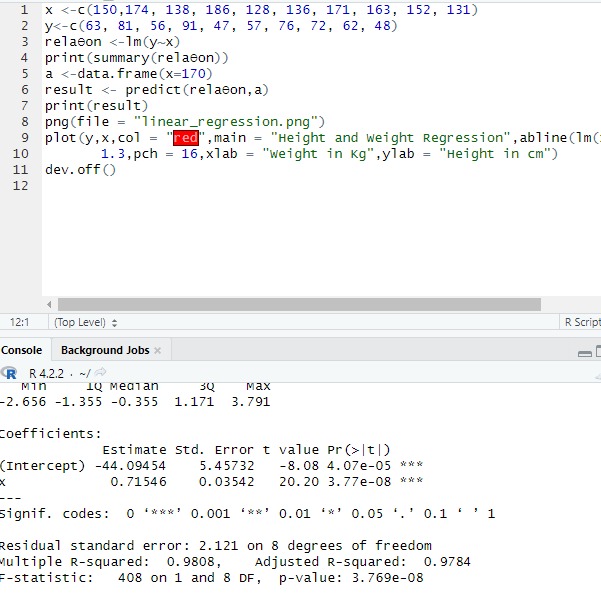 1 x <-c(150,174, 138, 186, 128, 136, 171, 163, 152, 131)
2 y<-c(63, 81, 56, 91, 47, 57, 76, 72, 62, 48)
3 relaθon <-lm(y~x)
4 print(summary(relaθon))
5 a <-data.frame(x=170)
6 result <- predict(relaθon,a)
7 print(result)
8 png(file = "linear_regression.png")
9 plot(y,x,col = "red",main = "Height and Weight Regression",abline(lm(
10 1.3,pch = 16,xlab = "Weight in Kg",ylab = "Height in cm")
11 dev.off()
12
12:1 (Top Level) R Script
Console Background Jobs ×
R 4.2.2 · ~/
Min 1Q Median 3Q Max
-2.656 -1.355 -0.355 1.171 3.791
Coefficients:
Estimate Std. Error t value Pr(>|t|)
(Intercept) -44.09454 5.45732 -8.08 4.07e-05 ***
x 0.71546 0.03542 20.20 3.77e-08 ***
---
Signif. codes: 0 ‘***’ 0.001 ‘**’ 0.01 ‘*’ 0.05 ‘.’ 0.1 ‘ ’ 1
Residual standard error: 2.121 on 8 degrees of freedom
Multiple R-squared: 0.9808, Adjusted R-squared: 0.9784
F-statistic: 408 on 1 and 8 DF, p-value: 3.769e-08